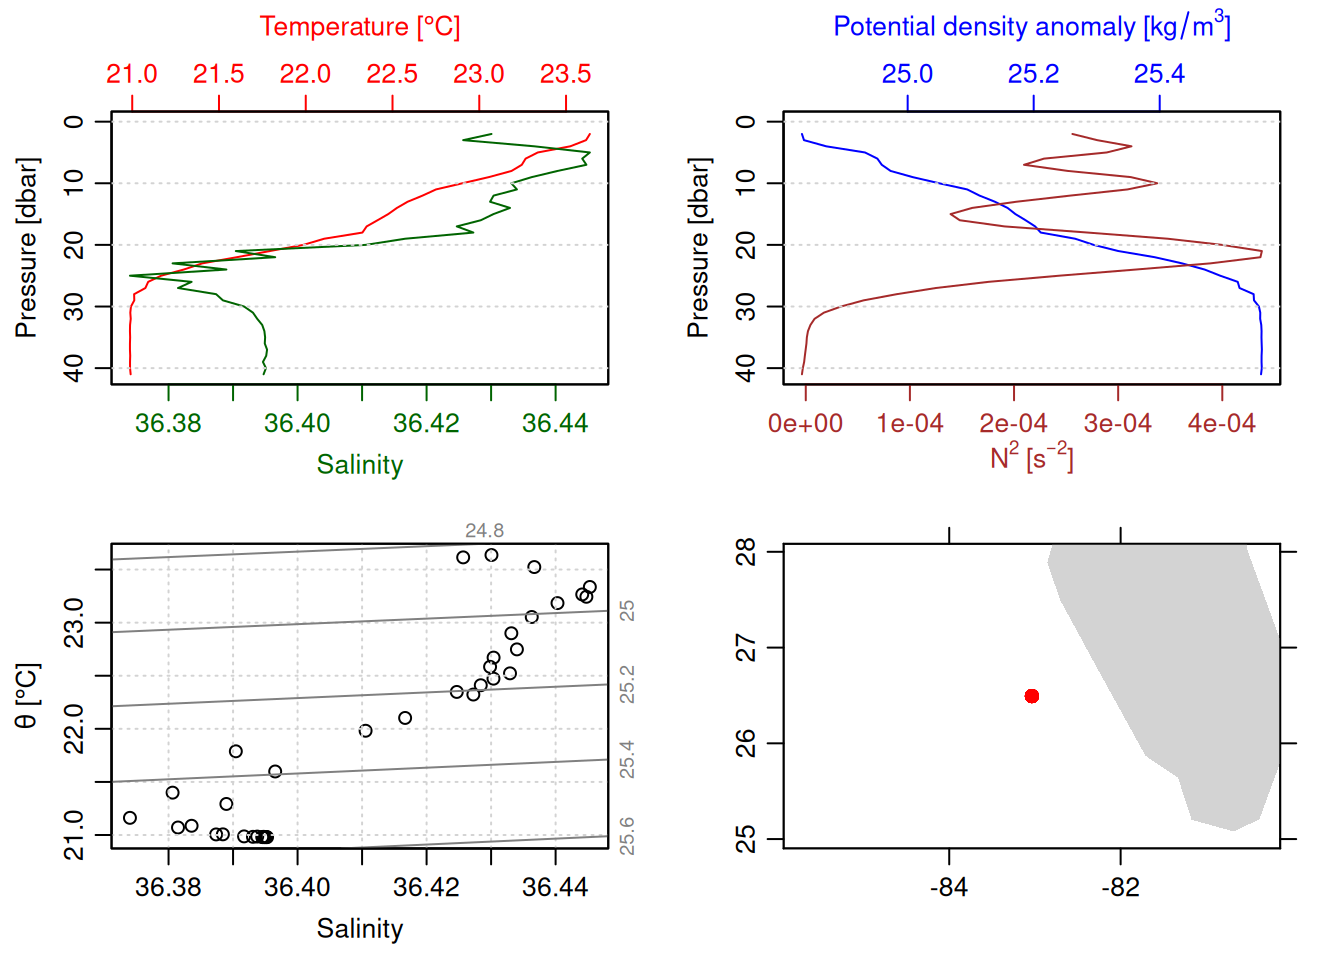 Temperature [°C]
21.0 21.5 22.0 22.5 23.0 23.5
Pressure [dbar]
0
10
20
30
40
36.38 36.40 36.42 36.44
Salinity
Potential density anomaly [kg/m³]
25.0 25.2 25.4
Pressure [dbar]
0
10
20
30
40
0e+00 1e-04 2e-04 3e-04 4e-04
N² [s⁻²]
24.8
θ [°C]
23.0
22.0
21.0
25
25.2
25.4
25.6
36.38 36.40 36.42 36.44
Salinity
28
27
26
25
-84 -82